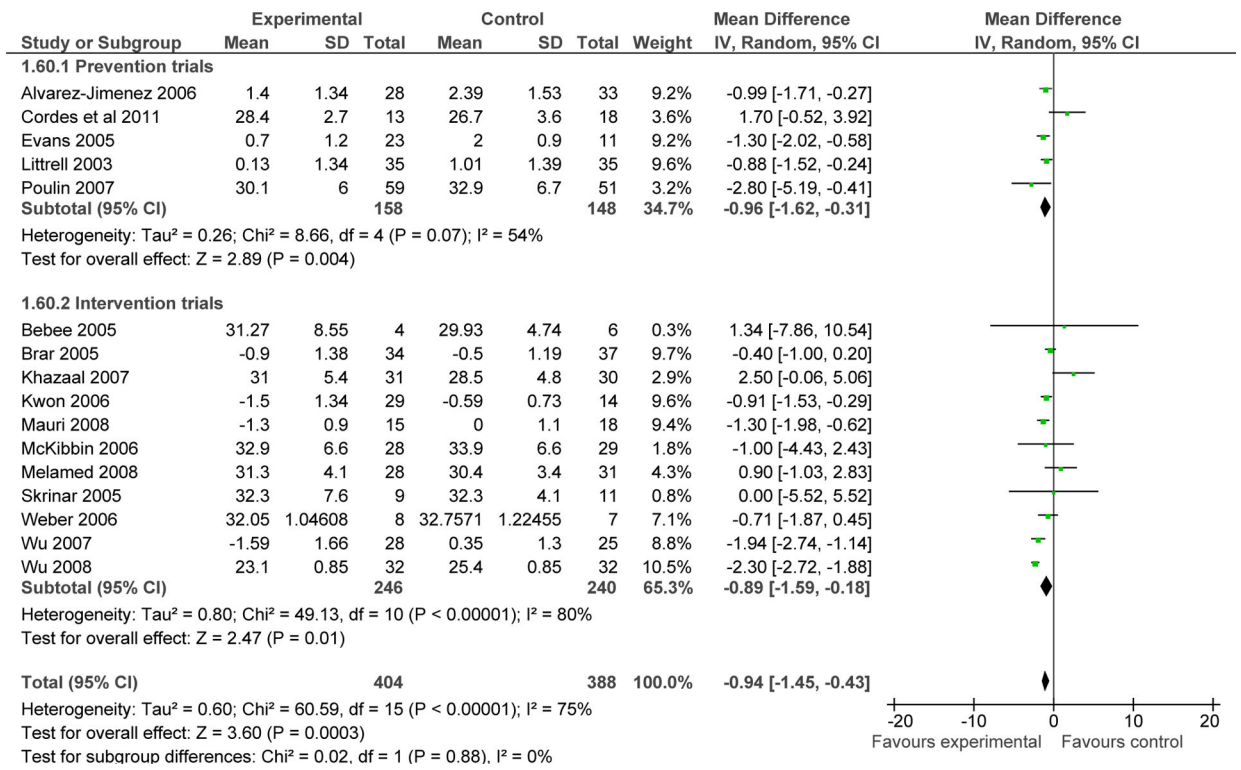 Experimental Control Mean Difference Mean Difference
Study or Subgroup Mean SD Total Mean SD Total Weight IV, Random, 95% CI IV, Random, 95% CI
1.60.1 Prevention trials
Alvarez-Jimenez 2006 1.4 1.34 28 2.39 1.53 33 9.2% -0.99 [-1.71, -0.27]
Cordes et al 2011 28.4 2.7 13 26.7 3.6 18 3.6% 1.70 [-0.52, 3.92]
Evans 2005 0.7 1.2 23 2 0.9 11 9.2% -1.30 [-2.02, -0.58]
Littrell 2003 0.13 1.34 35 1.01 1.39 35 9.6% -0.88 [-1.52, -0.24]
Poulin 2007 30.1 6 59 32.9 6.7 51 3.2% -2.80 [-5.19, -0.41]
Subtotal (95% CI) 158 148 34.7% -0.96 [-1.62, -0.31]
Heterogeneity: Tau² = 0.26; Chi² = 8.66, df = 4 (P = 0.07); I² = 54%
Test for overall effect: Z = 2.89 (P = 0.004)
1.60.2 Intervention trials
Bebee 2005 31.27 8.55 4 29.93 4.74 6 0.3% 1.34 [-7.86, 10.54]
Brar 2005 -0.9 1.38 34 -0.5 1.19 37 9.7% -0.40 [-1.00, 0.20]
Khazaal 2007 31 5.4 31 28.5 4.8 30 2.9% 2.50 [-0.06, 5.06]
Kwon 2006 -1.5 1.34 29 -0.59 0.73 14 9.6% -0.91 [-1.53, -0.29]
Mauri 2008 -1.3 0.9 15 0 1.1 18 9.4% -1.30 [-1.98, -0.62]
McKibbin 2006 32.9 6.6 28 33.9 6.6 29 1.8% -1.00 [-4.43, 2.43]
Melamed 2008 31.3 4.1 28 30.4 3.4 31 4.3% 0.90 [-1.03, 2.83]
Skrinar 2005 32.3 7.6 9 32.3 4.1 11 0.8% 0.00 [-5.52, 5.52]
Weber 2006 32.05 1.04608 8 32.7571 1.22455 7 7.1% -0.71 [-1.87, 0.45]
Wu 2007 -1.59 1.66 28 0.35 1.3 25 8.8% -1.94 [-2.74, -1.14]
Wu 2008 23.1 0.85 32 25.4 0.85 32 10.5% -2.30 [-2.72, -1.88]
Subtotal (95% CI) 246 240 65.3% -0.89 [-1.59, -0.18]
Heterogeneity: Tau² = 0.80; Chi² = 49.13, df = 10 (P < 0.00001); I² = 80%
Test for overall effect: Z = 2.47 (P = 0.01)
Total (95% CI) 404 388 100.0% -0.94 [-1.45, -0.43]
Heterogeneity: Tau² = 0.60; Chi² = 60.59, df = 15 (P < 0.00001); I² = 75%
Test for overall effect: Z = 3.60 (P = 0.0003)
Test for subgroup differences: Chi² = 0.02, df = 1 (P = 0.88), I² = 0%
-20 -10 0 10 20
Favours experimental Favours control